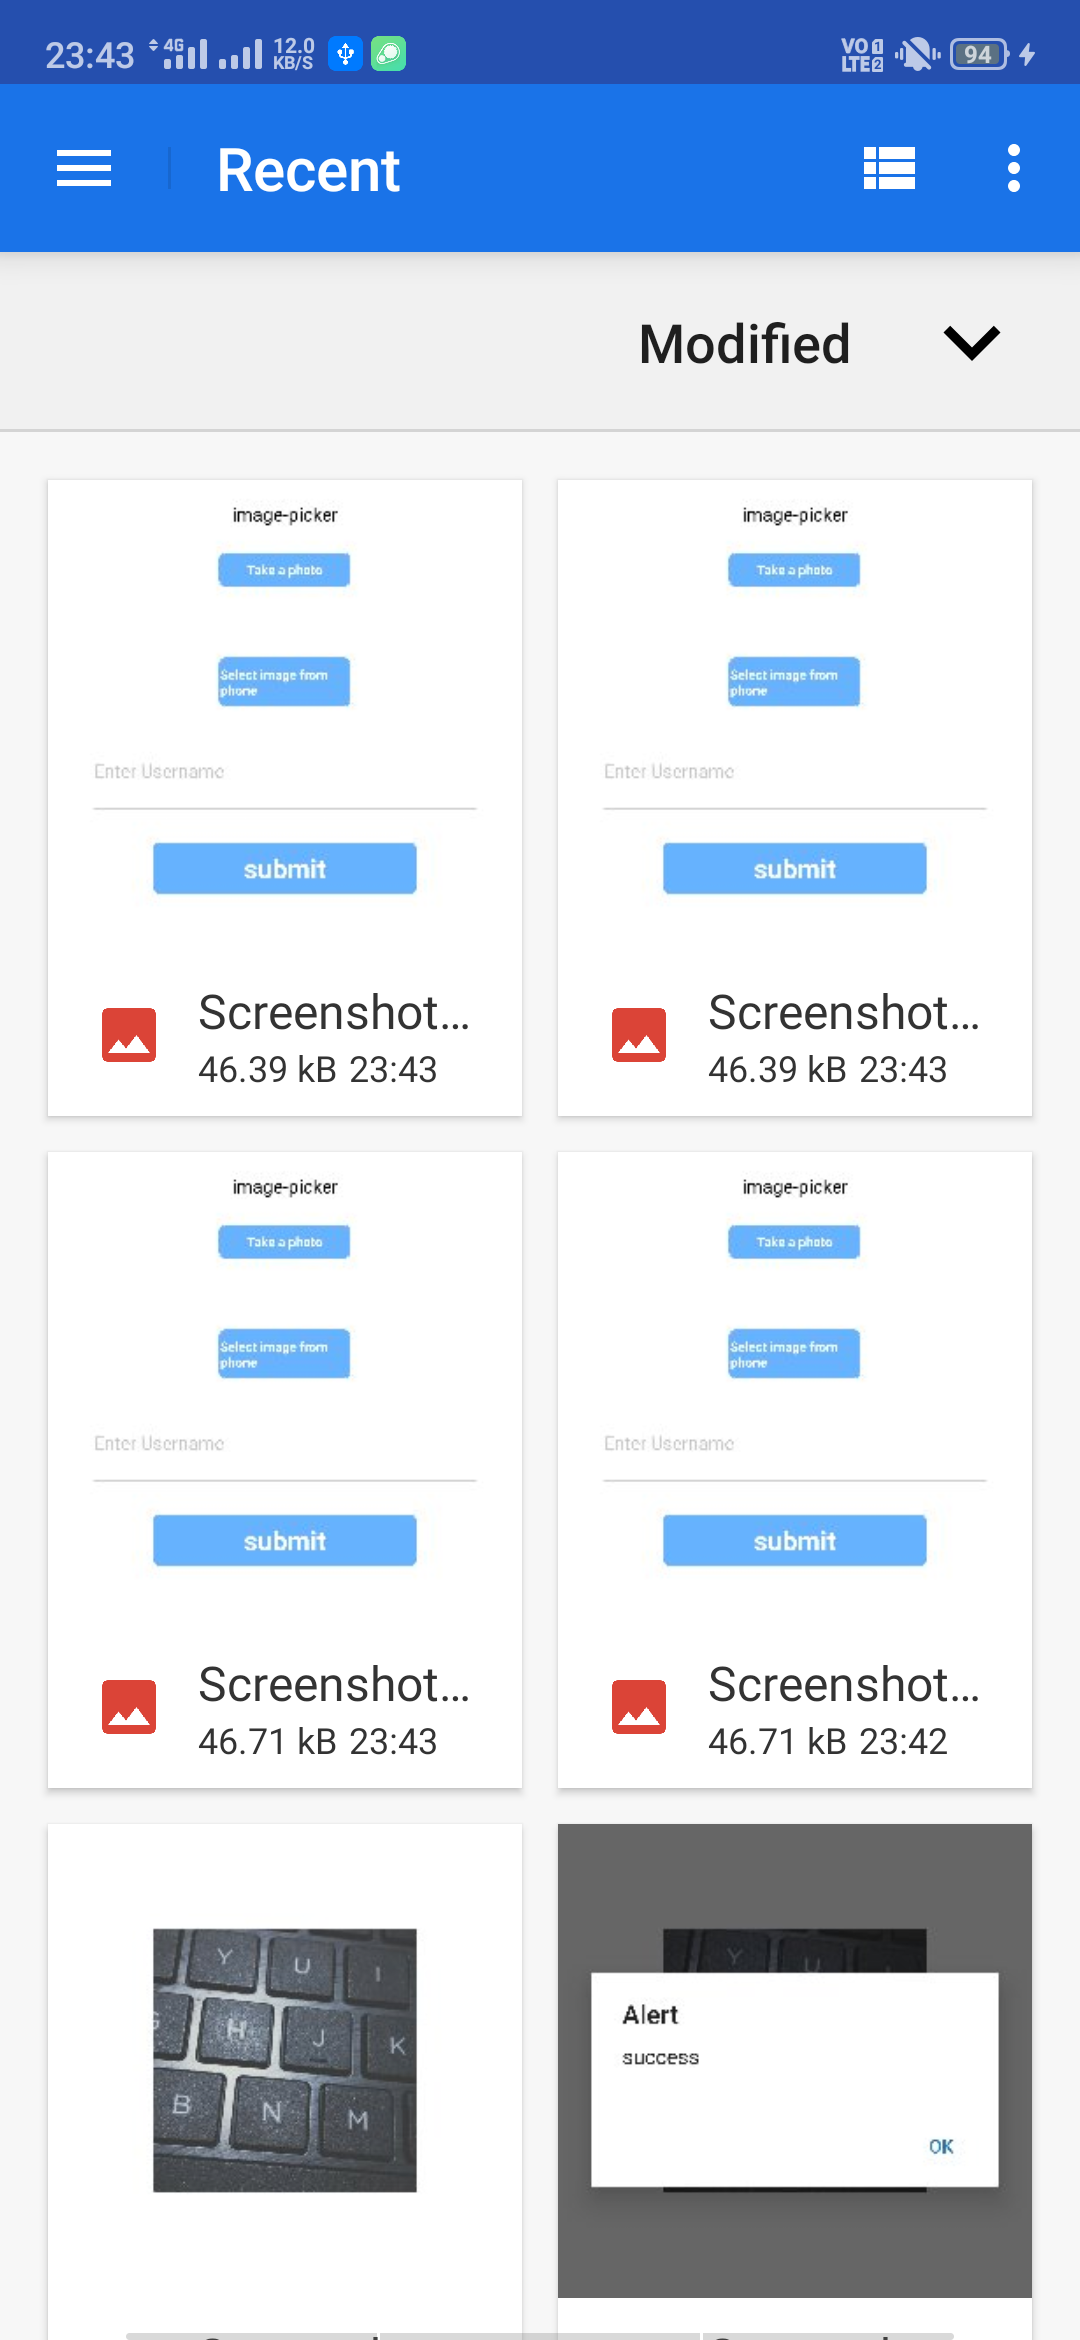 23:43 4G 12.0 KB/S VO LTE 1 2 94
Recent
Modified
image-picker
Take a photo
Select image from
phone
Enter Username
submit
Screenshot...
46.39 kB 23:43
image-picker
Take a photo
Select image from
phone
Enter Username
submit
Screenshot...
46.39 kB 23:43
image-picker
Take a photo
Select image from
phone
Enter Username
submit
Screenshot...
46.71 kB 23:43
image-picker
Take a photo
Select image from
phone
Enter Username
submit
Screenshot...
46.71 kB 23:42
Y U I
H J K
B N M
Y U
Alert
success
OK